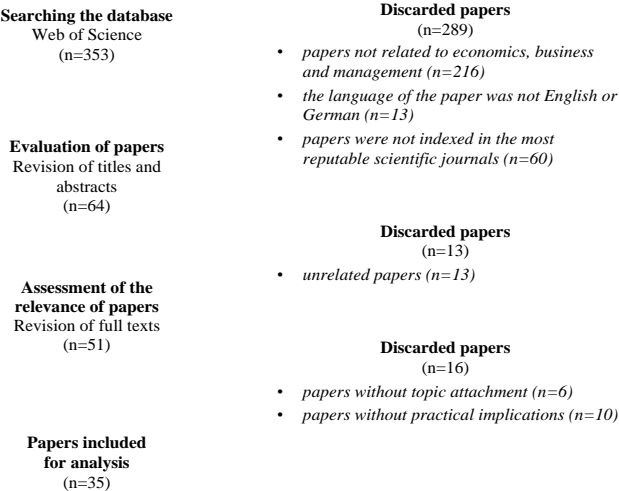 Searching the database
Web of Science
(n=353)
Discarded papers
(n=289)
• papers not related to economics, business
and management (n=216)
• the language of the paper was not English or
German (n=13)
• papers were not indexed in the most
reputable scientific journals (n=60)
Evaluation of papers
Revision of titles and
abstracts
(n=64)
Discarded papers
(n=13)
• unrelated papers (n=13)
Assessment of the
relevance of papers
Revision of full texts
(n=51)
Discarded papers
(n=16)
• papers without topic attachment (n=6)
• papers without practical implications (n=10)
Papers included
for analysis
(n=35)